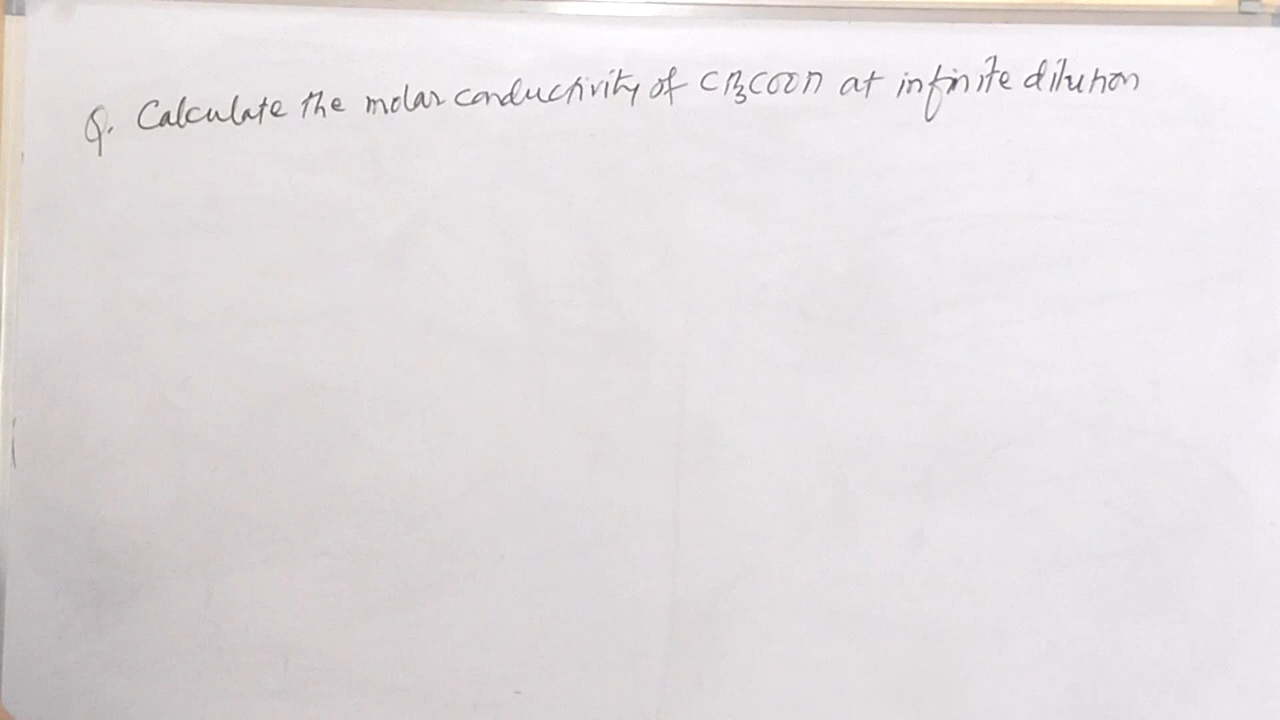 Q. Calculate the molar conductivity of CH3COOH at infinite dilution